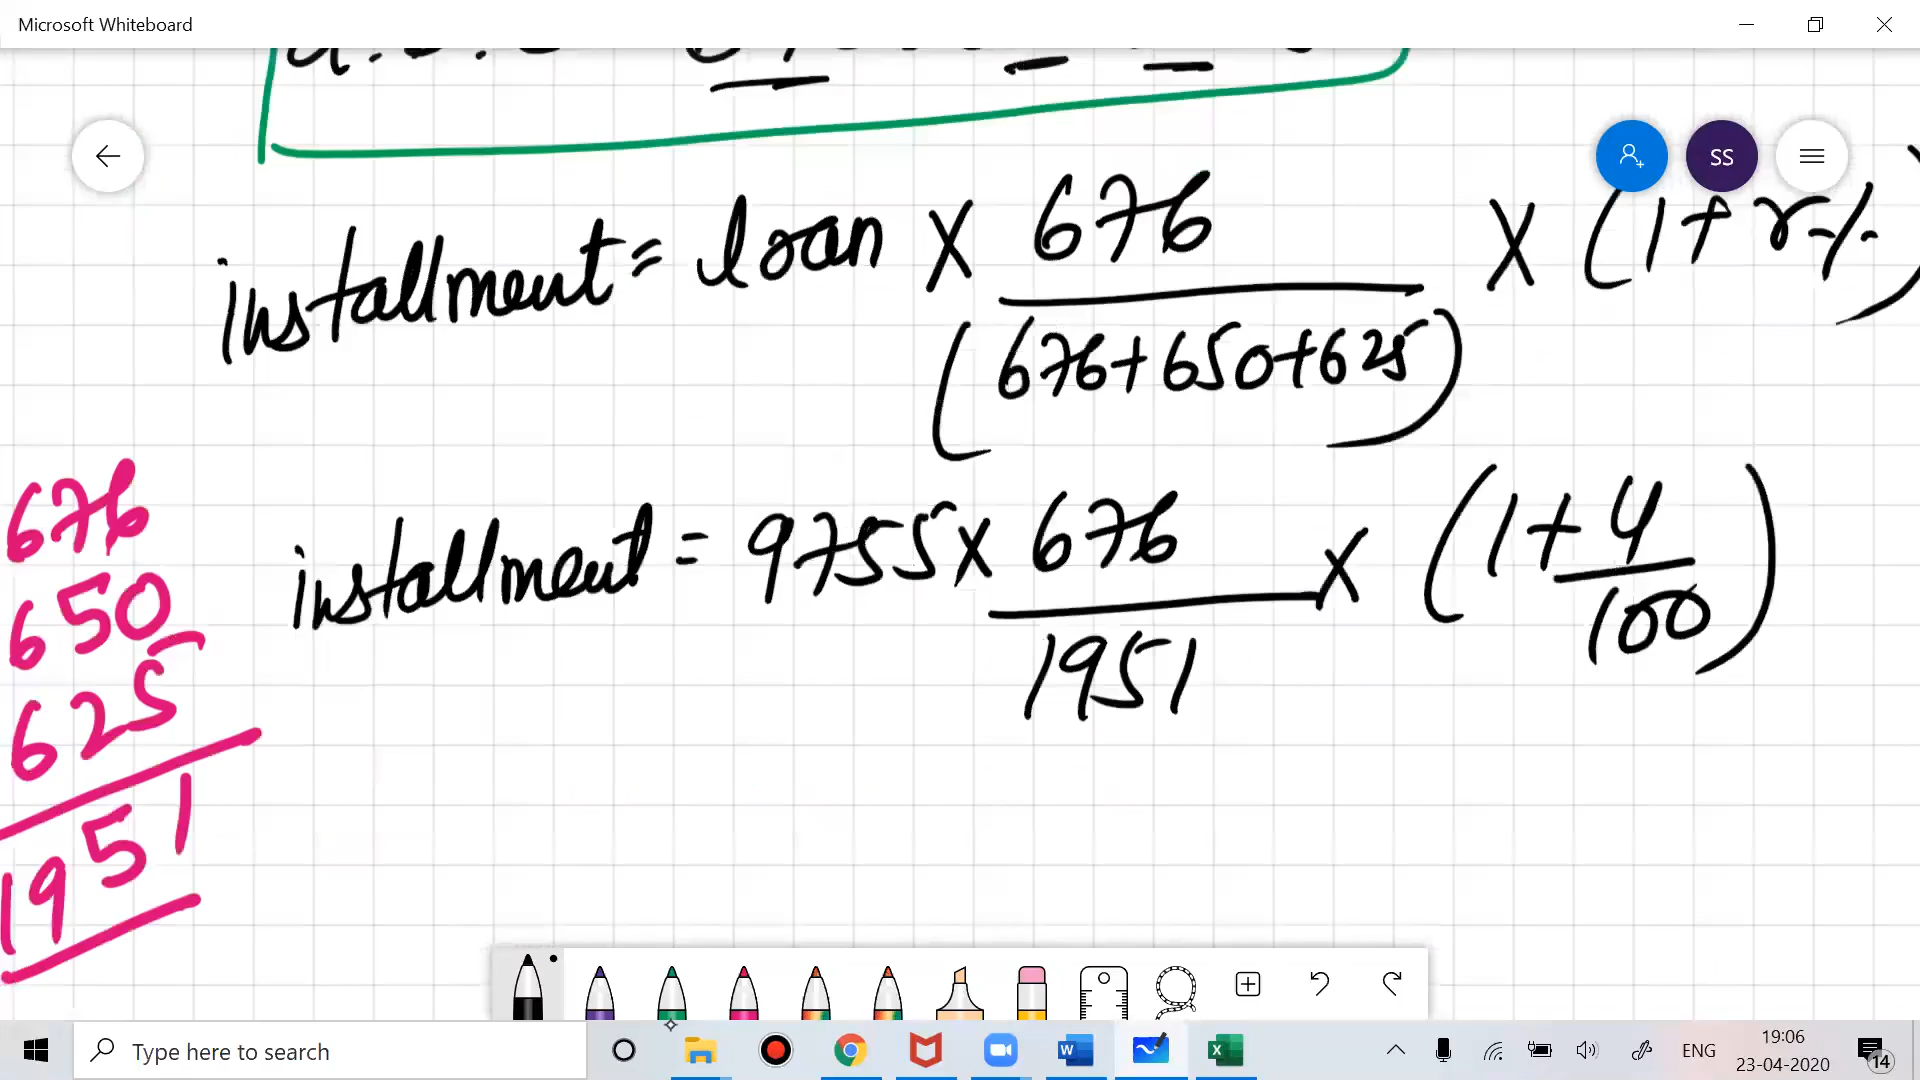 Microsoft Whiteboard
SS
installment = loan × 676 × (1+r%)
(676+650+625)
installment = 9755 × 676 × (1+4
1951
100)
676
650
625
1951
Type here to search
ENG
19:06
23-04-2020
14